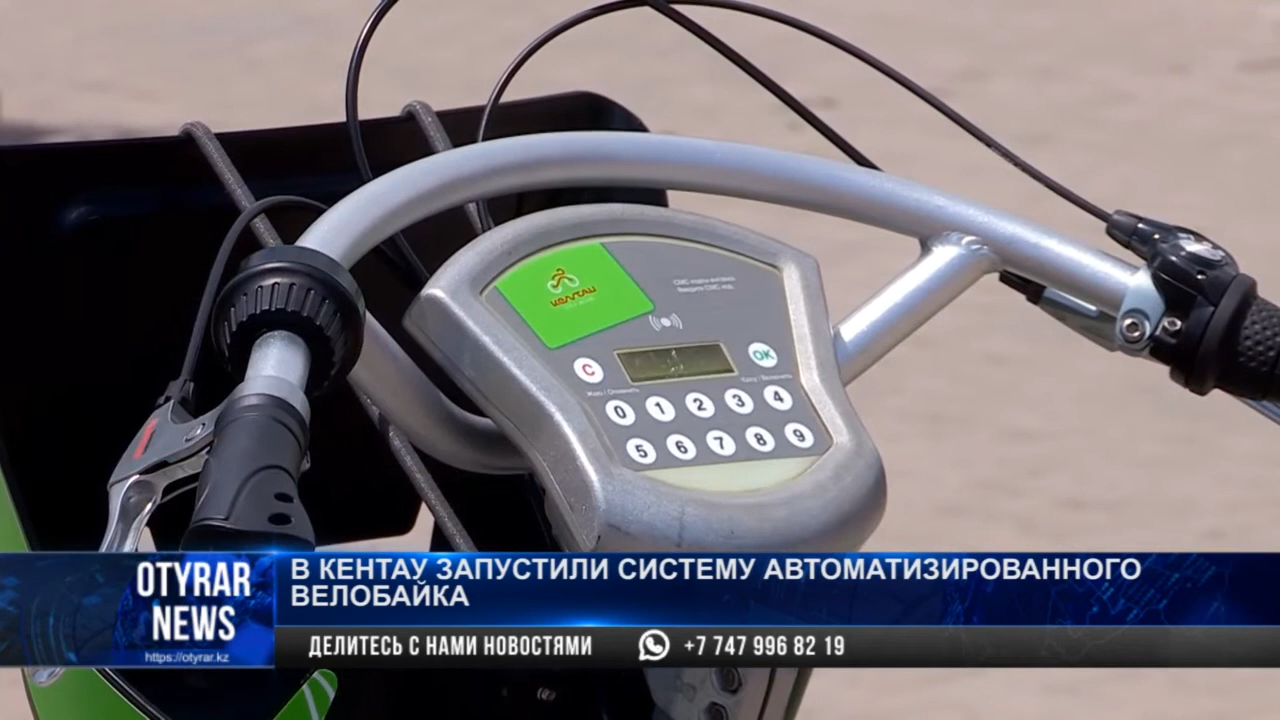 кентау
C
OK
0 1 2 3 4
5 6 7 8 9
OTYRAR
NEWS
https://otyrar.kz
В КЕНТАУ ЗАПУСТИЛИ СИСТЕМУ АВТОМАТИЗИРОВАННОГО
ВЕЛОБАЙКА
ДЕЛИТЕСЬ С НАМИ НОВОСТЯМИ
+7 747 996 82 19